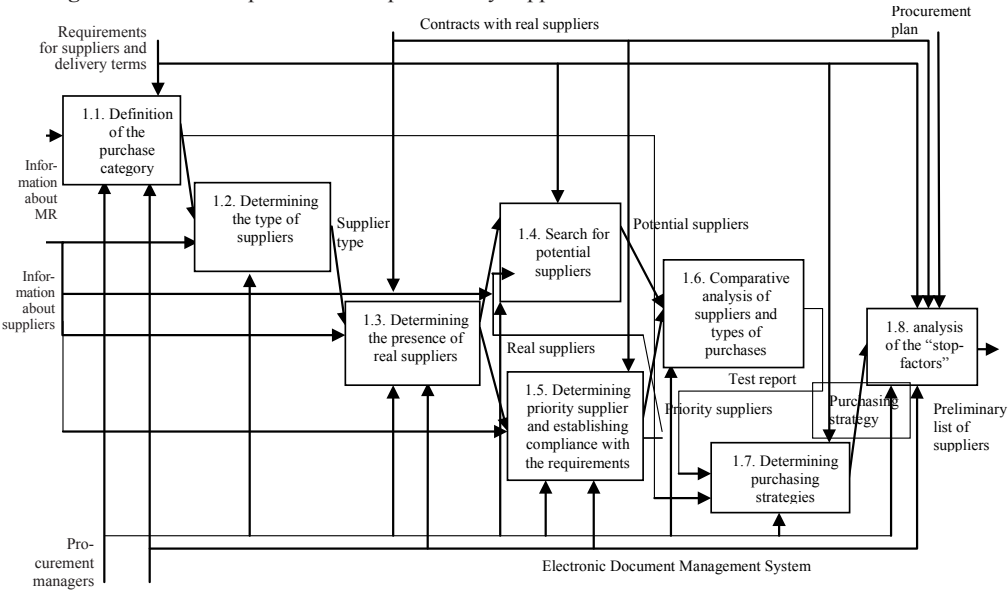 Contracts with real suppliers
Procurement
plan
Requirements
for suppliers and
delivery terms
1.1. Definition
of the
purchase
category
Infor-
mation
about
MR
1.2. Determining
the type of
suppliers
Supplier
type
1.4. Search for
potential
suppliers
Potential suppliers
Infor-
mation
about
suppliers
1.3. Determining
the presence of
real suppliers
Real suppliers
1.6. Comparative
analysis of
suppliers and
types of
purchases
1.8. analysis
of the “stop-
factors”
Test report
1.5. Determining
priority supplier
and establishing
compliance with
the requirements
Priority suppliers
Purchasing
strategy
Preliminary
list of
suppliers
1.7. Determining
purchasing
strategies
Pro-
curement
managers
Electronic Document Management System